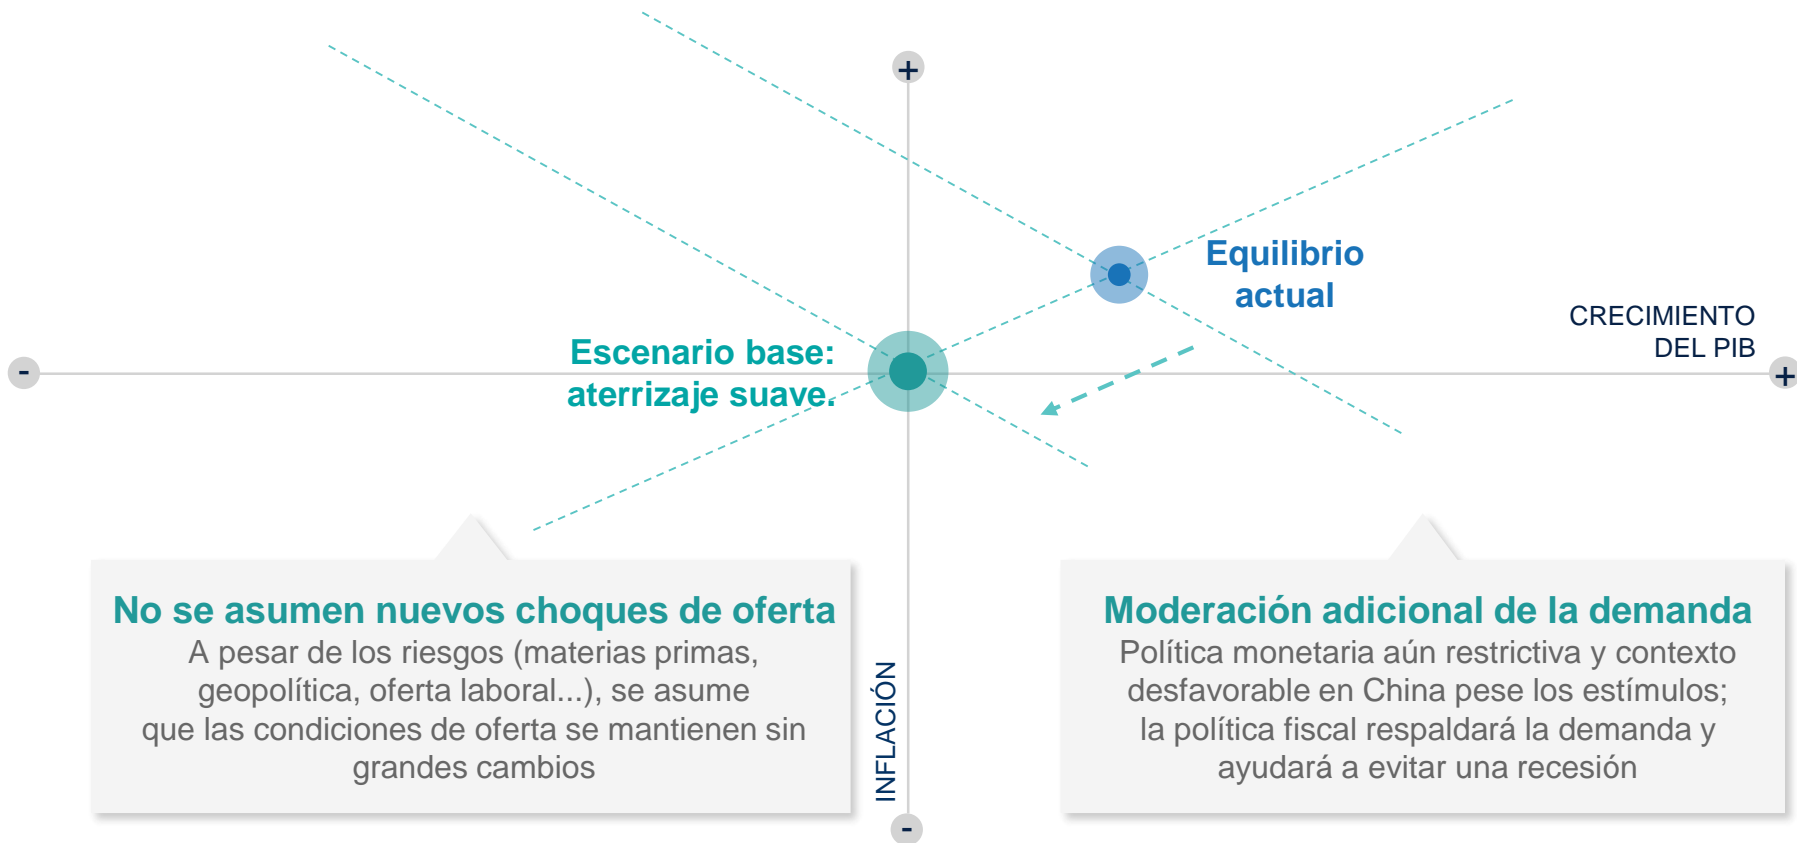 +
Equilibrio
actual
CRECIMIENTO
DEL PIB
Escenario base:
aterrizaje suave.
-
+
No se asumen nuevos choques de oferta
A pesar de los riesgos (materias primas,
geopolítica, oferta laboral...), se asume
que las condiciones de oferta se mantienen sin
grandes cambios
INFLACIÓN
Moderación adicional de la demanda
Política monetaria aún restrictiva y contexto
desfavorable en China pese los estímulos;
la política fiscal respaldará la demanda y
ayudará a evitar una recesión
-